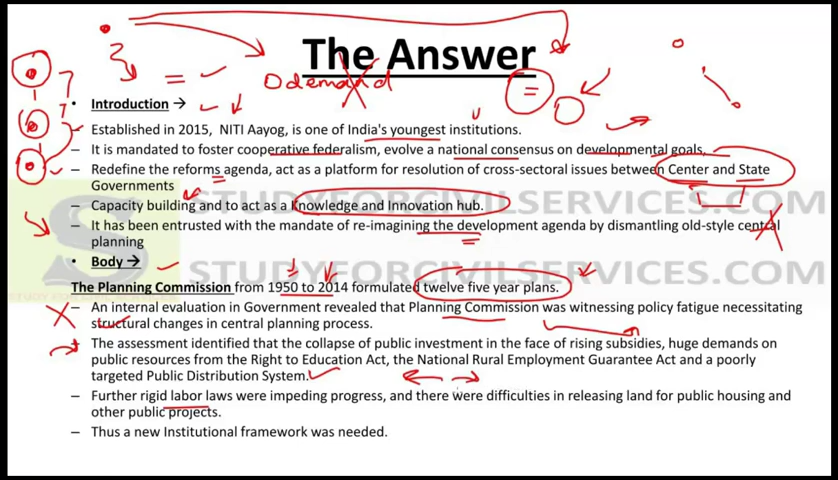 The Answer
0 demand
• Introduction →
– Established in 2015, NITI Aayog, is one of India's youngest institutions.
– It is mandated to foster cooperative federalism, evolve a national consensus on developmental goals,
– Redefine the reforms agenda, act as a platform for resolution of cross-sectoral issues between Center and State
Governments
STUDYFORCIVILSERVICES.COM
– Capacity building and to act as a Knowledge and Innovation hub.
– It has been entrusted with the mandate of re-imagining the development agenda by dismantling old-style central
planning
• Body →
STUDYFORCIVILSERVICES.COM
The Planning Commission from 1950 to 2014 formulated twelve five year plans.
– An internal evaluation in Government revealed that Planning Commission was witnessing policy fatigue necessitating
structural changes in central planning process.
– The assessment identified that the collapse of public investment in the face of rising subsidies, huge demands on
public resources from the Right to Education Act, the National Rural Employment Guarantee Act and a poorly
targeted Public Distribution System.
– Further rigid labor laws were impeding progress, and there were difficulties in releasing land for public housing and
other public projects.
– Thus a new Institutional framework was needed.